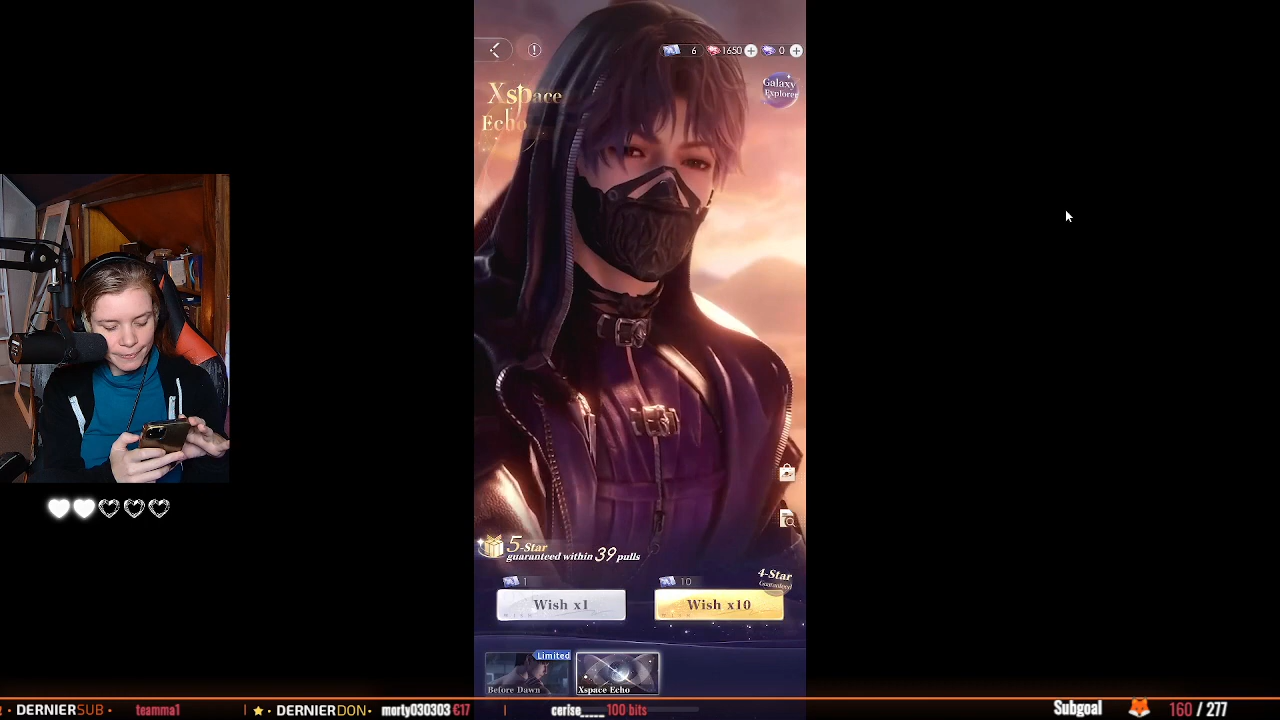 6
1650
0
Xspace
Echo
Galaxy
Explorer
5-Star
guaranteed within 39 pulls
4-Star
Guaranteed
1
10
Wish x1
Wish x10
Limited
Before Dawn
Xspace Echo
• DERNIERSUB •
teamma1
• DERNIERDON•
morty030303 €17
cerise____ 100 bits
Subgoal
160 / 277